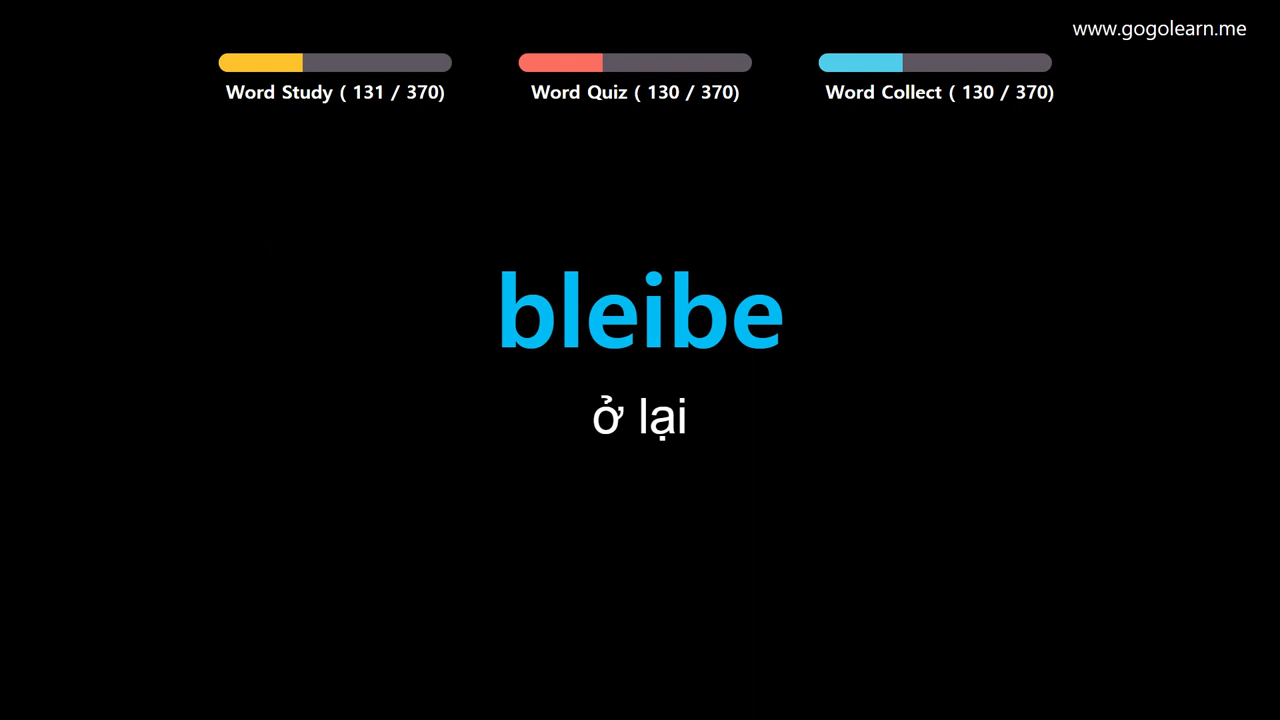 www.gogolearn.me
Word Study ( 131 / 370)
Word Quiz ( 130 / 370)
Word Collect ( 130 / 370)
bleibe
ở lại